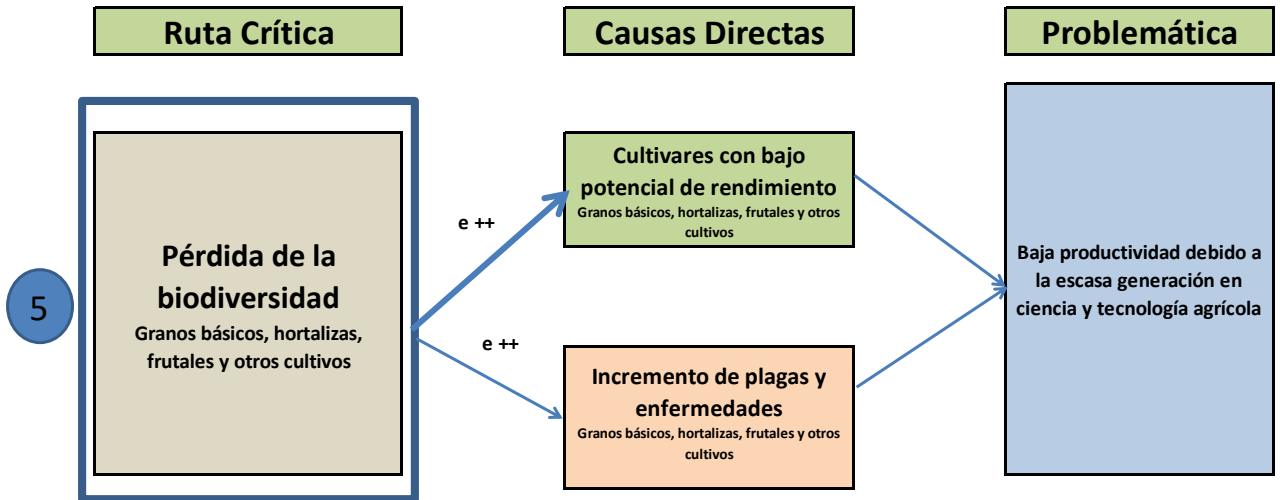 Ruta Crítica
Causas Directas
Problemática
5
Pérdida de la
biodiversidad
Granos básicos, hortalizas,
frutales y otros cultivos
e ++
e ++
Cultivares con bajo
potencial de rendimiento
Granos básicos, hortalizas, frutales y otros
cultivos
Incremento de plagas y
enfermedades
Granos básicos, hortalizas, frutales y otros
cultivos
Baja productividad debido a
la escasa generación en
ciencia y tecnología agrícola